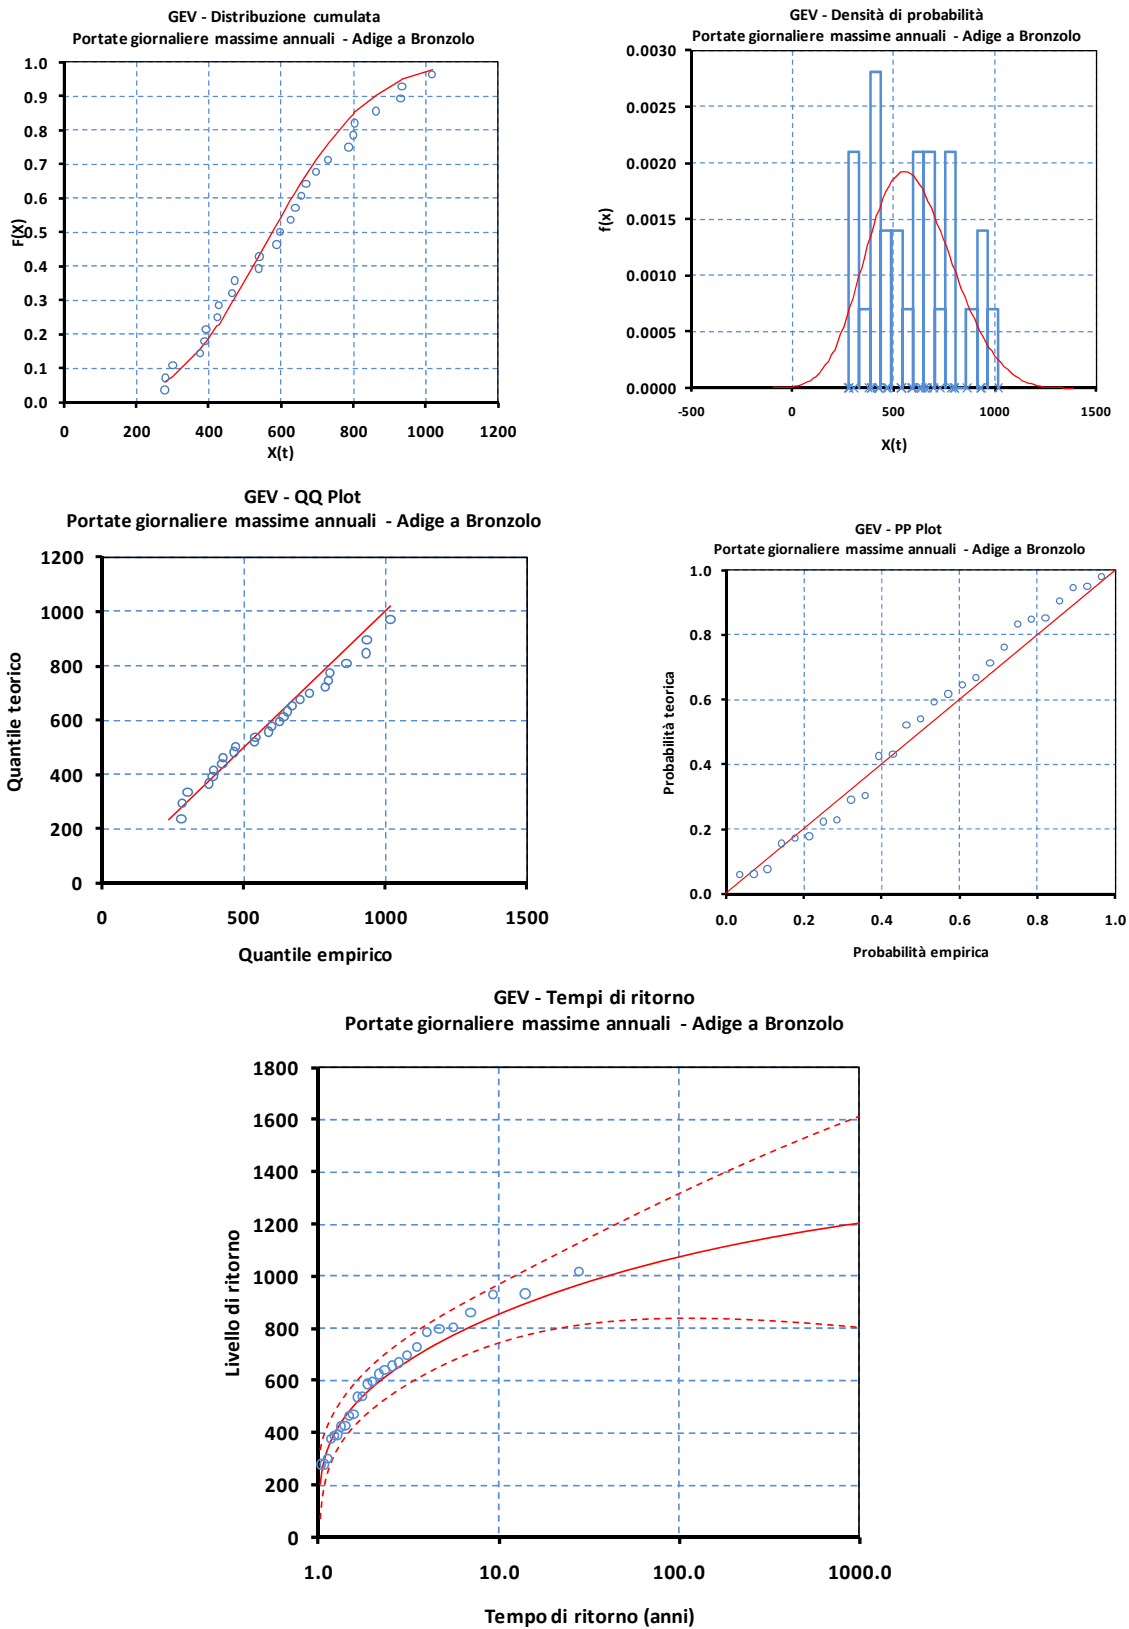 GEV - Distribuzione cumulata
Portate giornaliere massime annuali - Adige a Bronzolo
1.0
0.9
0.8
0.7
0.6
0.5
0.4
0.3
0.2
0.1
0.0
F(X)
0 200 400 600 800 1000 1200
X(t)
GEV - Densità di probabilità
Portate giornaliere massime annuali - Adige a Bronzolo
0.0030
0.0025
0.0020
0.0015
0.0010
0.0005
0.0000
f(x)
-500 0 500 1000 1500
X(t)
GEV - QQ Plot
Portate giornaliere massime annuali - Adige a Bronzolo
1200
1000
800
600
400
200
0
Quantile teorico
0 500 1000 1500
Quantile empirico
GEV - PP Plot
Portate giornaliere massime annuali - Adige a Bronzolo
1.0
0.8
0.6
0.4
0.2
0.0
Probabilità teorica
0.0 0.2 0.4 0.6 0.8 1.0
Probabilità empirica
GEV - Tempi di ritorno
Portate giornaliere massime annuali - Adige a Bronzolo
1800
1600
1400
1200
1000
800
600
400
200
0
Livello di ritorno
1.0 10.0 100.0 1000.0
Tempo di ritorno (anni)